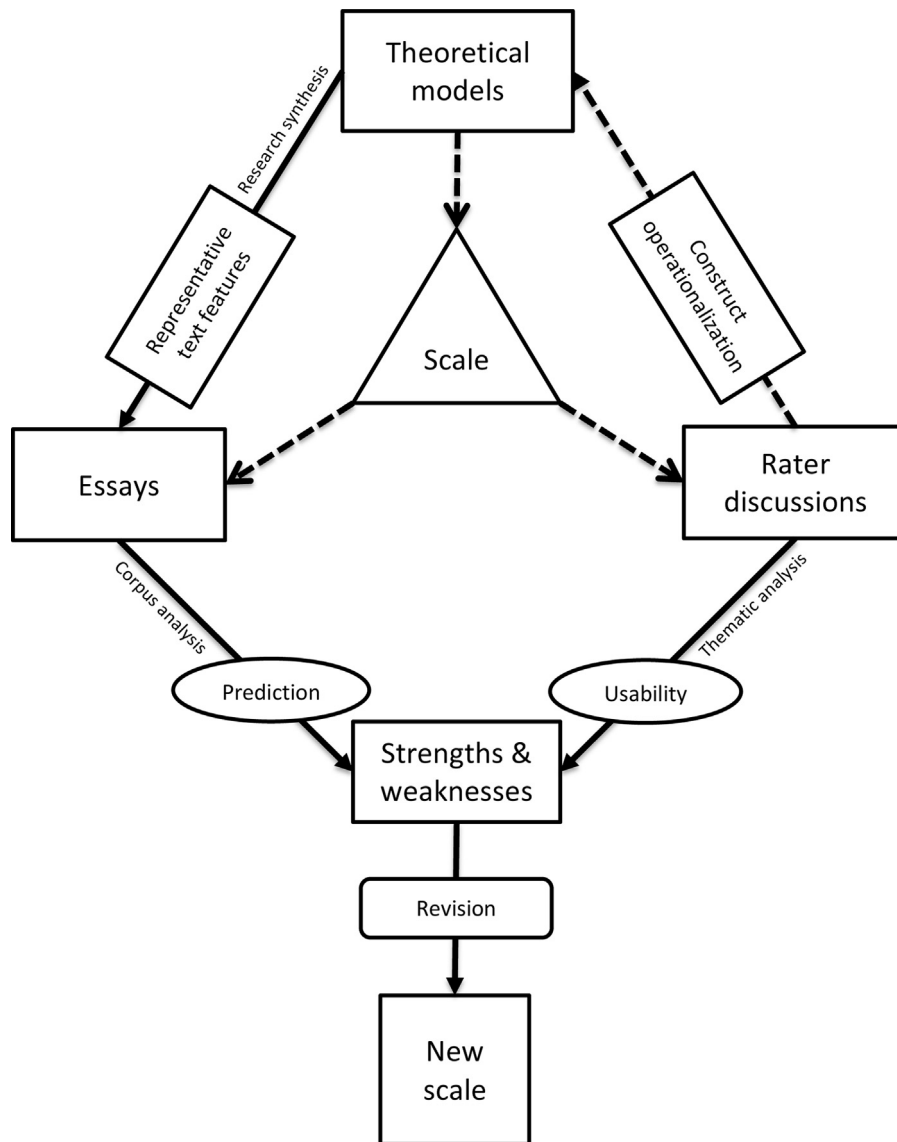 Theoretical
models
Research synthesis
Representative
text features
Construct
operationalization
Scale
Essays
Rater
discussions
Corpus analysis
Thematic analysis
Prediction
Usability
Strengths &
weaknesses
Revision
New
scale